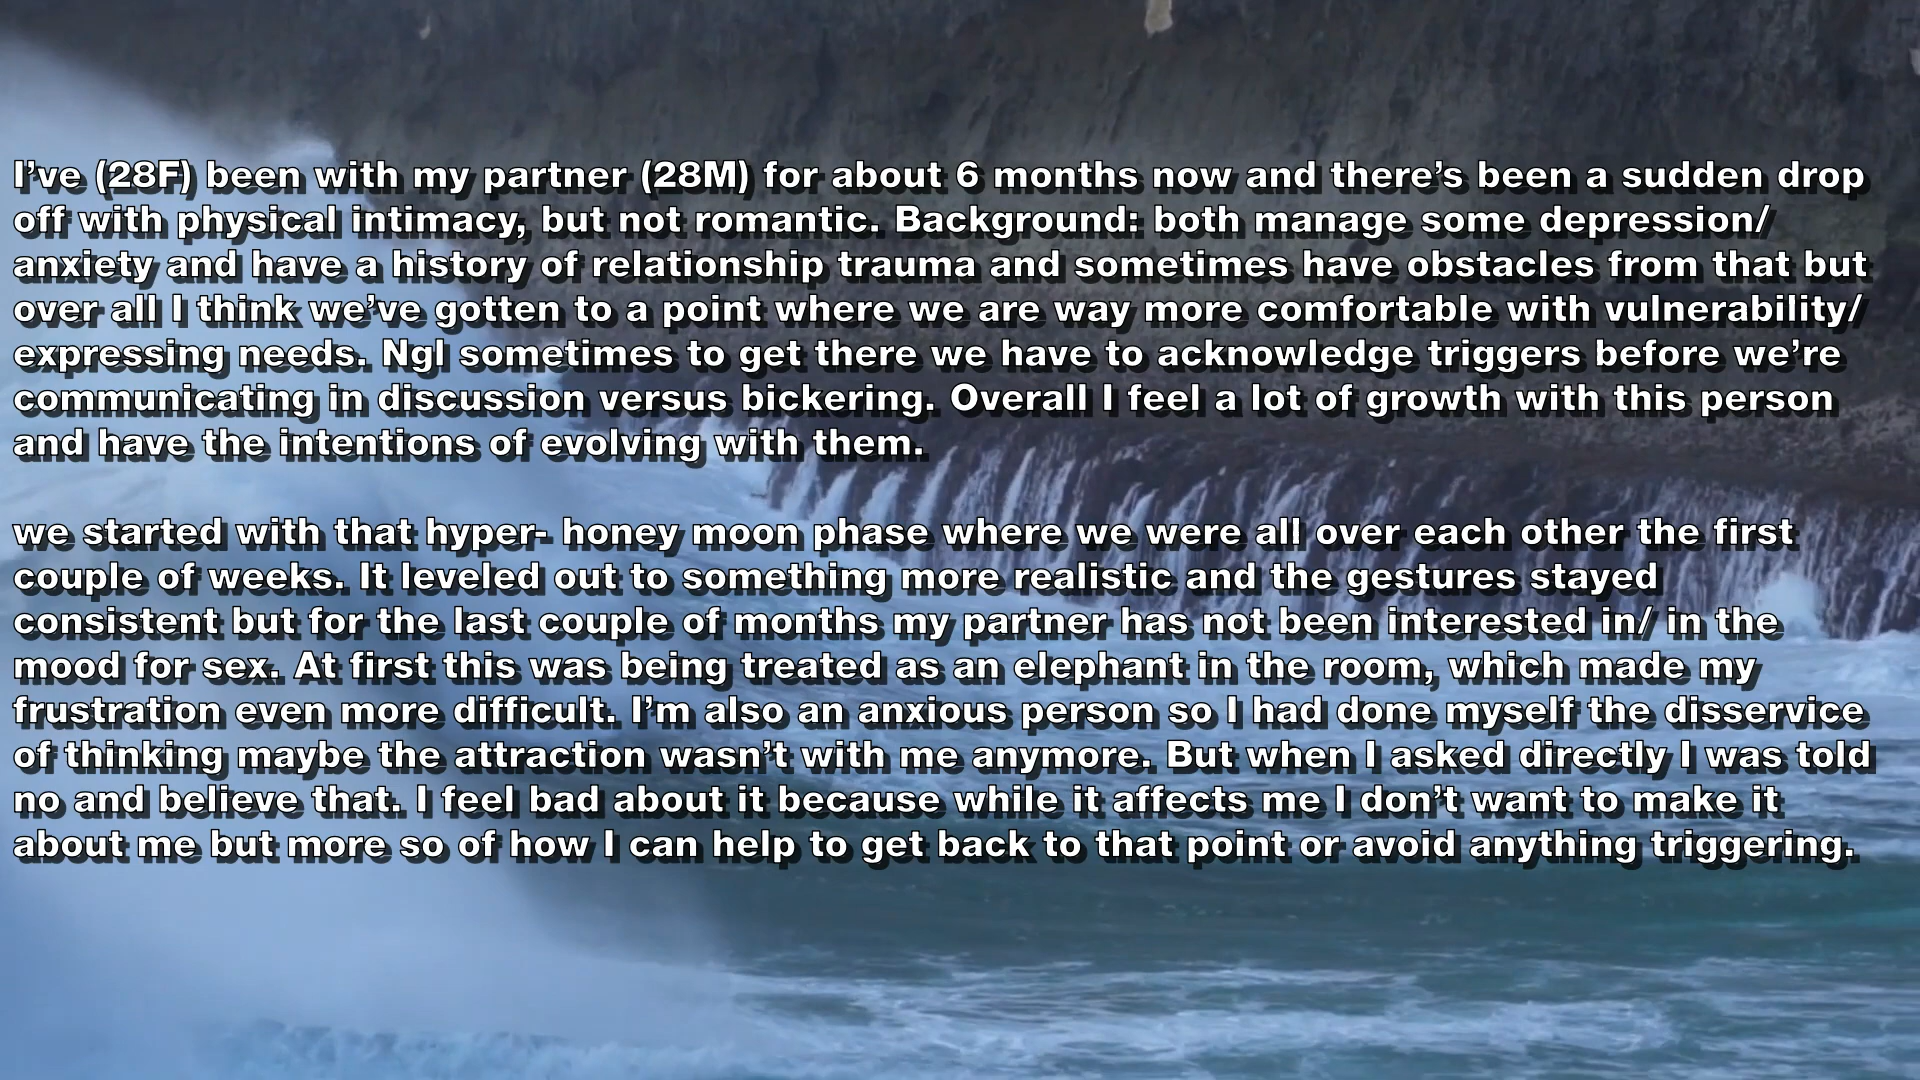 I've (28F) been with my partner (28M) for about 6 months now and there's been a sudden drop
off with physical intimacy, but not romantic. Background: both manage some depression/
anxiety and have a history of relationship trauma and sometimes have obstacles from that but
over all I think we've gotten to a point where we are way more comfortable with vulnerability/
expressing needs. Ngl sometimes to get there we have to acknowledge triggers before we're
communicating in discussion versus bickering. Overall I feel a lot of growth with this person
and have the intentions of evolving with them.

we started with that hyper- honey moon phase where we were all over each other the first
couple of weeks. It leveled out to something more realistic and the gestures stayed
consistent but for the last couple of months my partner has not been interested in/ in the
mood for sex. At first this was being treated as an elephant in the room, which made my
frustration even more difficult. I'm also an anxious person so I had done myself the disservice
of thinking maybe the attraction wasn't with me anymore. But when I asked directly I was told
no and believe that. I feel bad about it because while it affects me I don't want to make it
about me but more so of how I can help to get back to that point or avoid anything triggering.